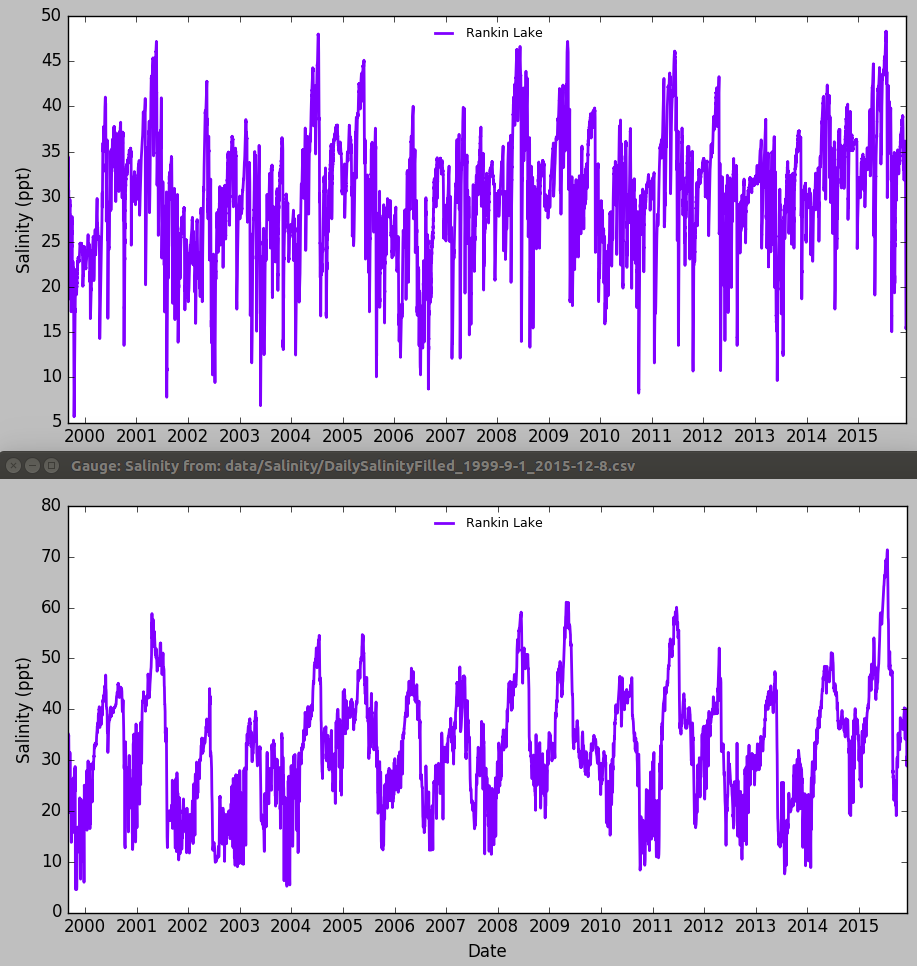 50
Rankin Lake
45
40
35
30
25
20
15
10
5
Salinity (ppt)
2000 2001 2002 2003 2004 2005 2006 2007 2008 2009 2010 2011 2012 2013 2014 2015
Gauge: Salinity from: data/Salinity/DailySalinityFilled_1999-9-1_2015-12-8.csv
80
Rankin Lake
70
60
50
40
30
20
10
0
Salinity (ppt)
2000 2001 2002 2003 2004 2005 2006 2007 2008 2009 2010 2011 2012 2013 2014 2015
Date